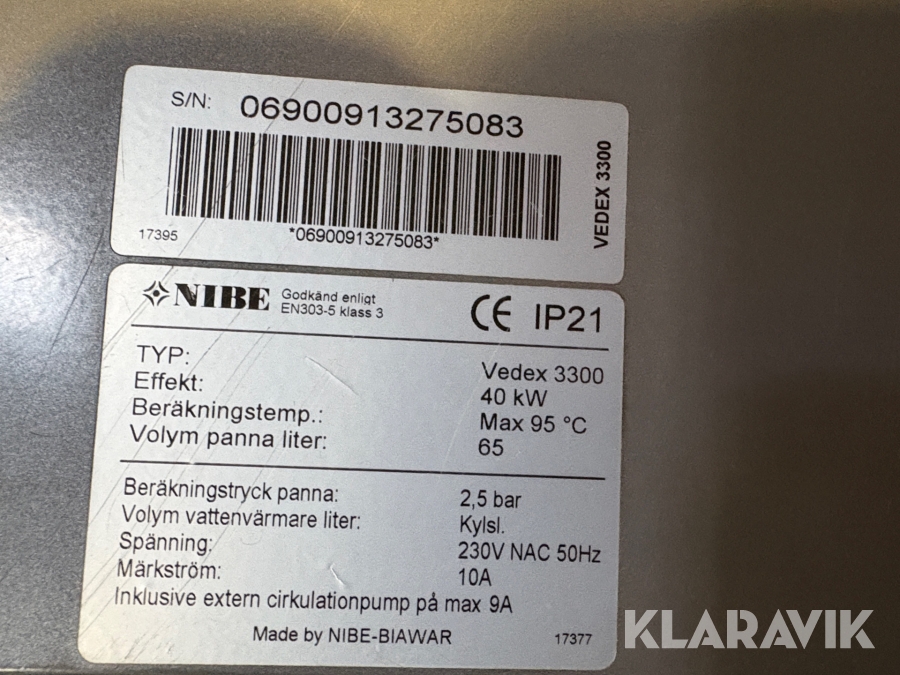 S/N: 06900913275083
VEDEX 3300
17395 *06900913275083*
NIBE Godkänd enligt
EN303-5 klass 3
CE IP21
TYP: Vedex 3300
Effekt: 40 kW
Beräkningstemp.: Max 95 °C
Volym panna liter: 65
Beräkningstryck panna: 2,5 bar
Volym vattenvärmare liter: Kylsl.
Spänning: 230V NAC 50Hz
Märkström: 10A
Inklusive extern cirkulationpump på max 9A
Made by NIBE-BIAWAR 17377
KLARAVIK